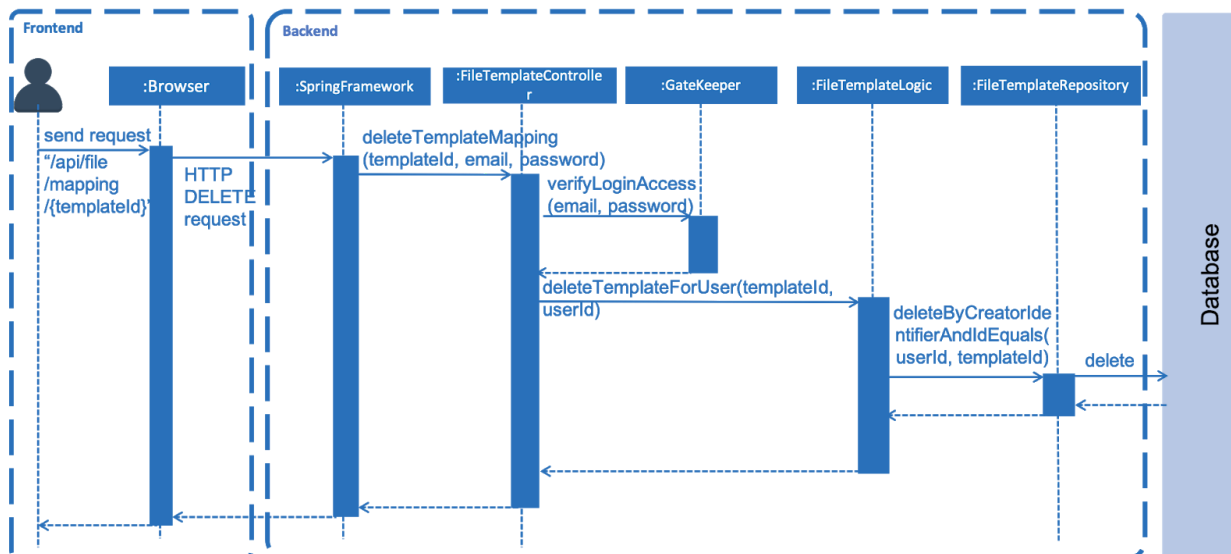 Frontend
Backend
:Browser
:SpringFramework
:FileTemplateControlle
r
:GateKeeper
:FileTemplateLogic
:FileTemplateRepository
send request
“/api/file
/mapping
/{templateId}”
HTTP
DELETE
request
deleteTemplateMapping
(templateId, email, password)
verifyLoginAccess
(email, password)
deleteTemplateForUser(templateId,
userId)
deleteByCreatorIde
ntifierAndIdEquals(
userId, templateId)
delete
Database